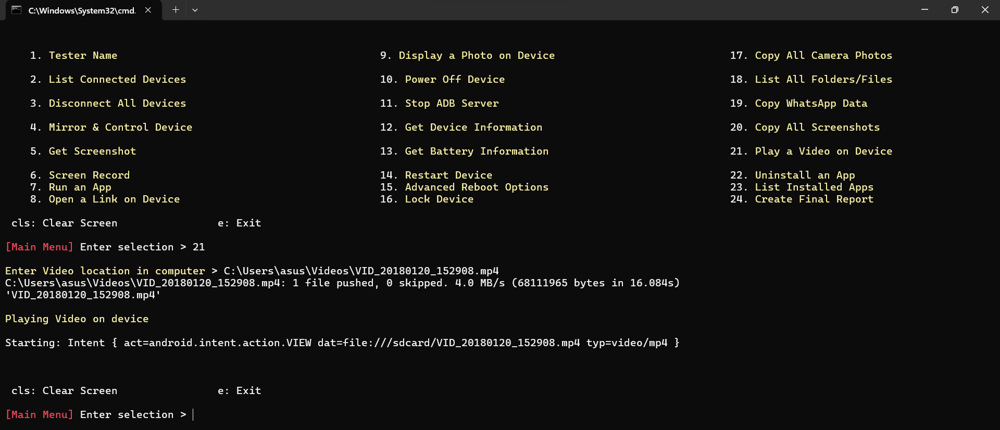 C:\Windows\System32\cmd.
1. Tester Name 9. Display a Photo on Device 17. Copy All Camera Photos
2. List Connected Devices 10. Power Off Device 18. List All Folders/Files
3. Disconnect All Devices 11. Stop ADB Server 19. Copy WhatsApp Data
4. Mirror & Control Device 12. Get Device Information 20. Copy All Screenshots
5. Get Screenshot 13. Get Battery Information 21. Play a Video on Device
6. Screen Record 14. Restart Device 22. Uninstall an App
7. Run an App 15. Advanced Reboot Options 23. List Installed Apps
8. Open a Link on Device 16. Lock Device 24. Create Final Report
cls: Clear Screen e: Exit
[Main Menu] Enter selection > 21
Enter Video location in computer > C:\Users\asus\Videos\VID_20180120_152908.mp4
C:\Users\asus\Videos\VID_20180120_152908.mp4: 1 file pushed, 0 skipped. 4.0 MB/s (68111965 bytes in 16.084s)
'VID_20180120_152908.mp4'
Playing Video on device
Starting: Intent { act=android.intent.action.VIEW dat=file:///sdcard/VID_20180120_152908.mp4 typ=video/mp4 }
cls: Clear Screen e: Exit
[Main Menu] Enter selection >